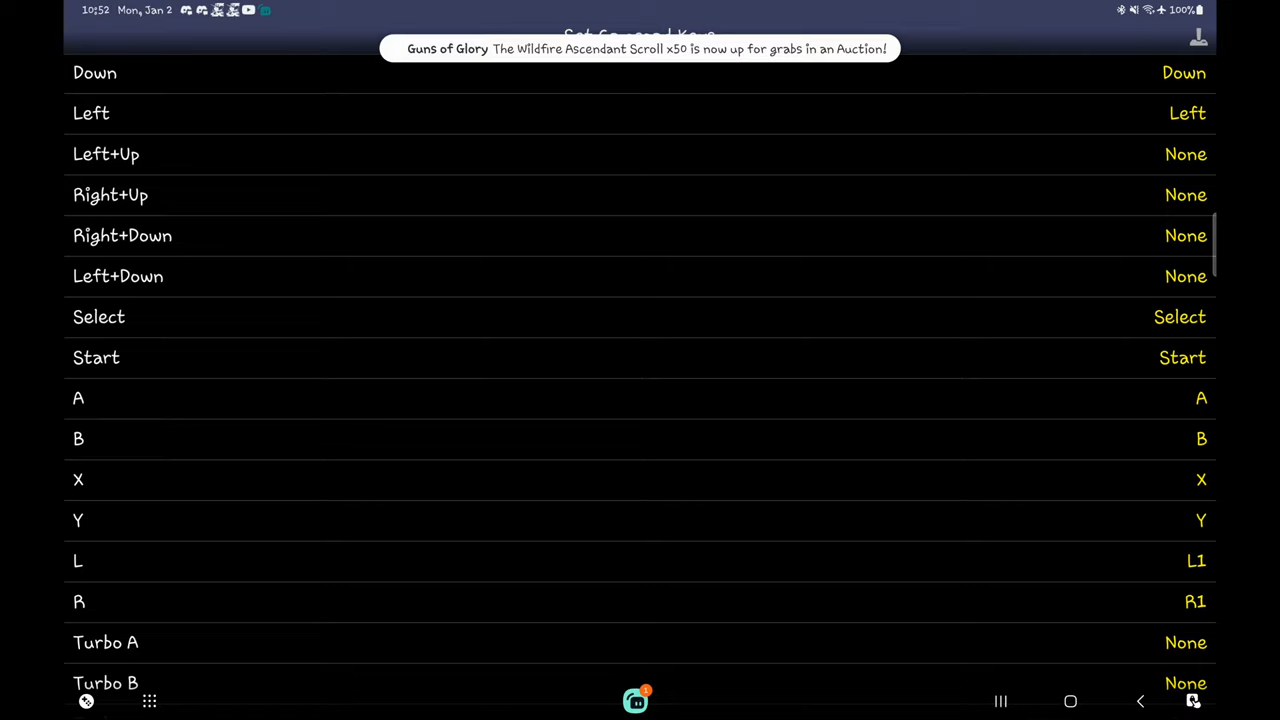 10:52 Mon, Jan 2 100%
Guns of Glory The Wildfire Ascendant Scroll x50 is now up for grabs in an Auction!
Down Down
Left Left
Left+Up None
Right+Up None
Right+Down None
Left+Down None
Select Select
Start Start
A A
B B
X X
Y Y
L L1
R R1
Turbo A None
Turbo B None
1